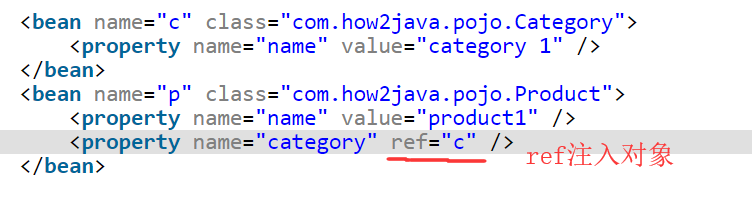 <bean name="c" class="com.how2java.pojo.Category">
    <property name="name" value="category 1" />
</bean>
<bean name="p" class="com.how2java.pojo.Product">
    <property name="name" value="product1" />
    <property name="category" ref="c" /> ref注入对象
</bean>